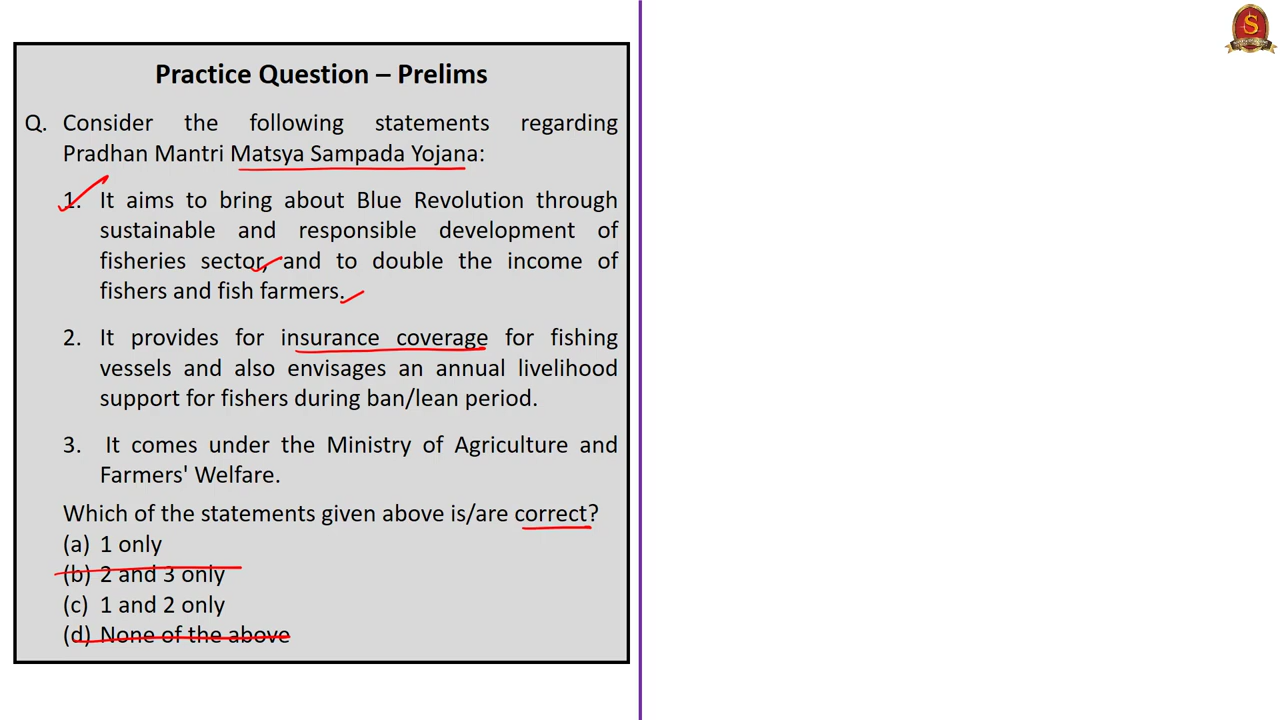 Practice Question – Prelims
Q. Consider the following statements regarding
Pradhan Mantri Matsya Sampada Yojana:
1. It aims to bring about Blue Revolution through
sustainable and responsible development of
fisheries sector, and to double the income of
fishers and fish farmers.
2. It provides for insurance coverage for fishing
vessels and also envisages an annual livelihood
support for fishers during ban/lean period.
3. It comes under the Ministry of Agriculture and
Farmers' Welfare.
Which of the statements given above is/are correct?
(a) 1 only
(b) 2 and 3 only
(c) 1 and 2 only
(d) None of the above
S